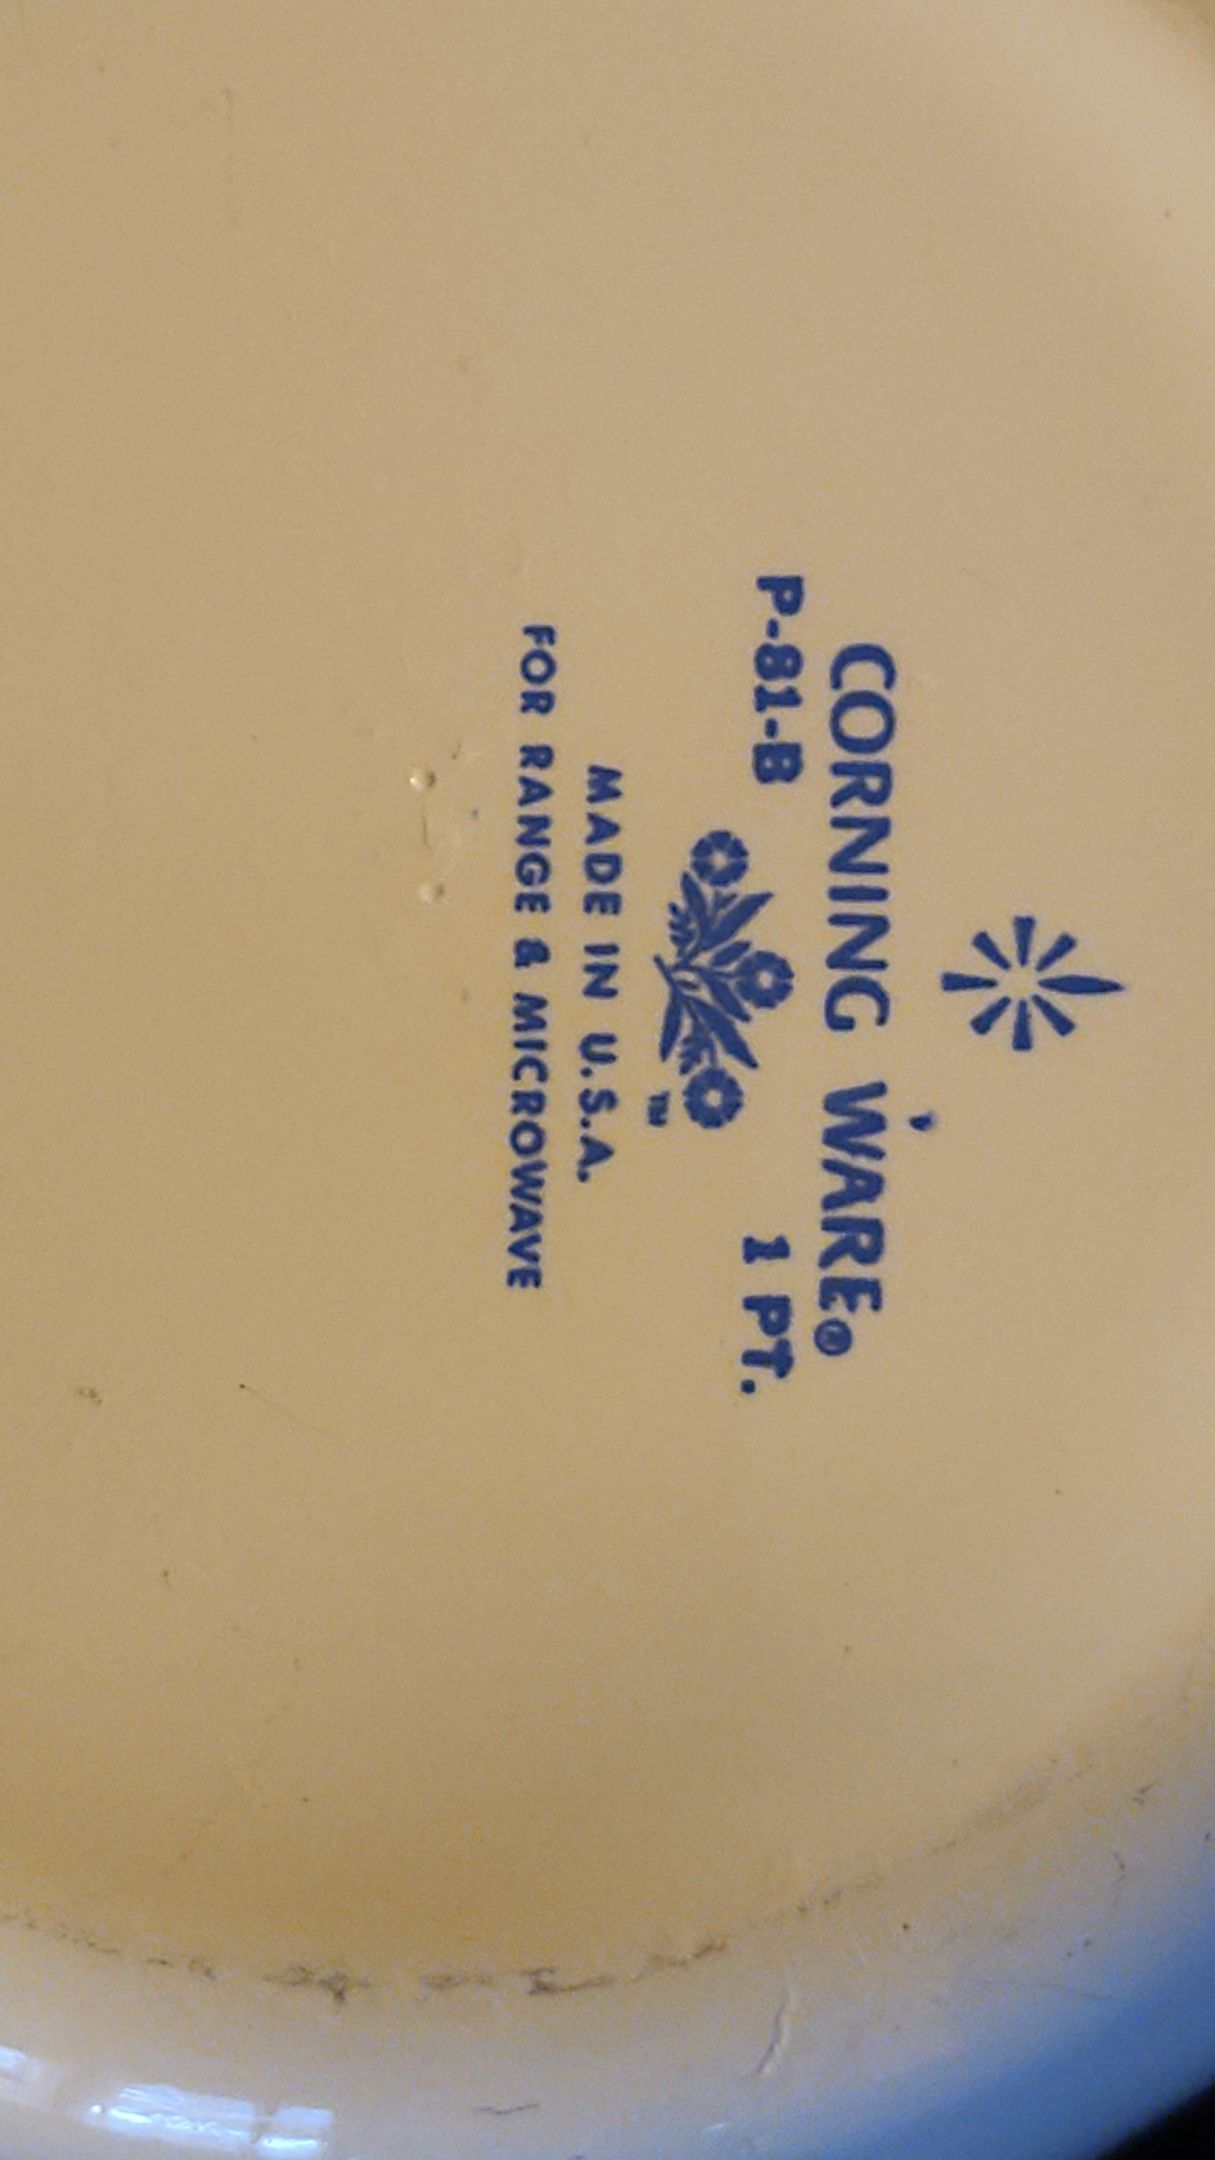 CORNING WARE®
P-81-B 1 PT.
TM
MADE IN U.S.A.
FOR RANGE & MICROWAVE